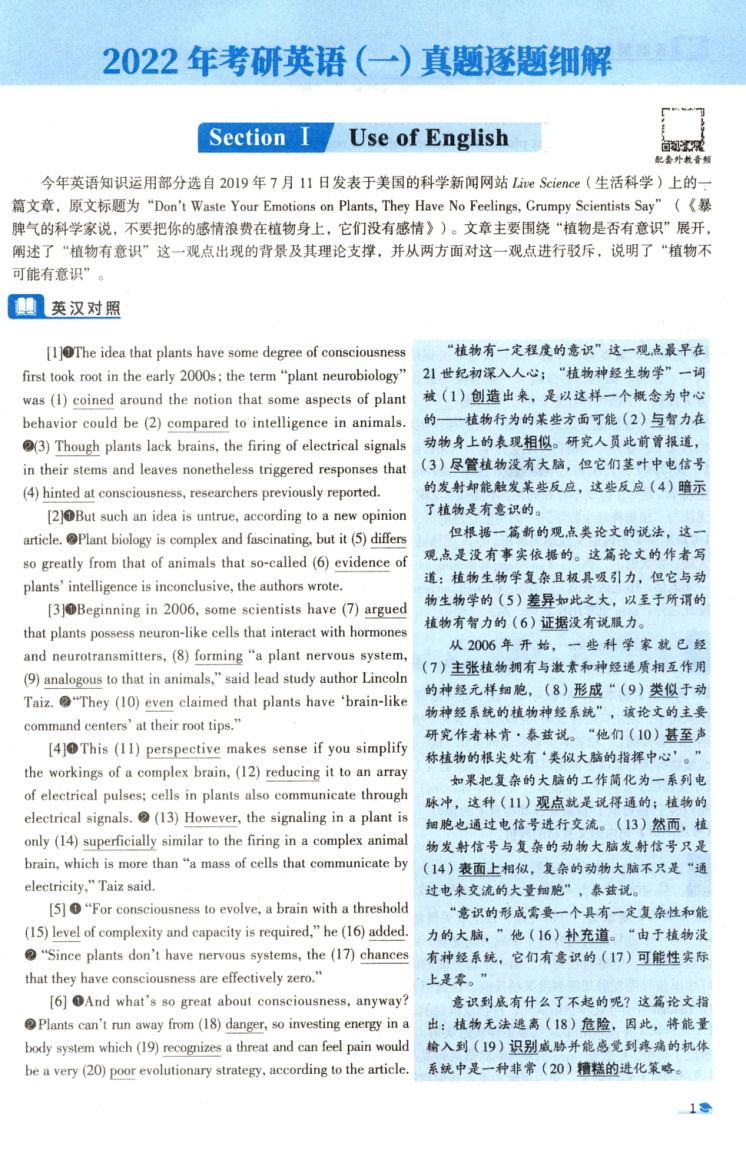 2022 年考研英语（一）真题逐题细解
Section Ⅰ Use of English
配套外教音频
今年英语知识运用部分选自 2019 年 7 月 11 日发表于美国的科学新闻网站 Live Science（生活科学）上的一
篇文章，原文标题为“Don't Waste Your Emotions on Plants, They Have No Feelings, Grumpy Scientists Say”（《暴
脾气的科学家说，不要把你的感情浪费在植物身上，它们没有感情》）。文章主要围绕“植物是否有意识”展开，
阐述了“植物有意识”这一观点出现的背景及其理论支撑，并从两方面对这一观点进行驳斥，说明了“植物不
可能有意识”。
英汉对照
[1]❶The idea that plants have some degree of consciousness
first took root in the early 2000s; the term “plant neurobiology”
was (1) coined around the notion that some aspects of plant
behavior could be (2) compared to intelligence in animals.
❷(3) Though plants lack brains, the firing of electrical signals
in their stems and leaves nonetheless triggered responses that
(4) hinted at consciousness, researchers previously reported.
[2]❶But such an idea is untrue, according to a new opinion
article. ❷Plant biology is complex and fascinating, but it (5) differs
so greatly from that of animals that so-called (6) evidence of
plants' intelligence is inconclusive, the authors wrote.
[3]❶Beginning in 2006, some scientists have (7) argued
that plants possess neuron-like cells that interact with hormones
and neurotransmitters, (8) forming “a plant nervous system,
(9) analogous to that in animals,” said lead study author Lincoln
Taiz. ❷“They (10) even claimed that plants have ‘brain-like
command centers’ at their root tips.”
[4]❶This (11) perspective makes sense if you simplify
the workings of a complex brain, (12) reducing it to an array
of electrical pulses; cells in plants also communicate through
electrical signals. ❷ (13) However, the signaling in a plant is
only (14) superficially similar to the firing in a complex animal
brain, which is more than “a mass of cells that communicate by
electricity,” Taiz said.
[5] ❶ “For consciousness to evolve, a brain with a threshold
(15) level of complexity and capacity is required,” he (16) added.
❷ “Since plants don't have nervous systems, the (17) chances
that they have consciousness are effectively zero.”
[6] ❶And what's so great about consciousness, anyway?
❷Plants can't run away from (18) danger, so investing energy in a
body system which (19) recognizes a threat and can feel pain would
be a very (20) poor evolutionary strategy, according to the article.
“植物有一定程度的意识”这一观点最早在
21 世纪初深入人心；“植物神经生物学”一词
被（1）创造出来，是以这样一个概念为中心
的——植物行为的某些方面可能（2）与智力在
动物身上的表现相似。研究人员此前曾报道，
（3）尽管植物没有大脑，但它们茎叶中电信号
的发射却能触发某些反应，这些反应（4）暗示
了植物是有意识的。
但根据一篇新的观点类论文的说法，这一
观点是没有事实依据的。这篇论文的作者写
道：植物生物学复杂且极具吸引力，但它与动
物生物学的（5）差异如此之大，以至于所谓的
植物有智力的（6）证据没有说服力。
从 2006 年开始，一些科学家就已经
（7）主张植物拥有与激素和神经递质相互作用
的神经元样细胞，（8）形成“（9）类似于动
物神经系统的植物神经系统”，该论文的主要
研究作者林肯·泰兹说。“他们（10）甚至声
称植物的根尖处有‘类似大脑的指挥中心’。”
如果把复杂的大脑的工作简化为一系列电
脉冲，这种（11）观点就是说得通的；植物的
细胞也通过电信号进行交流。（13）然而，植
物发射信号与复杂的动物大脑发射信号只是
（14）表面上相似，复杂的动物大脑不只是“通
过电来交流的大量细胞”，泰兹说。
“意识的形成需要一个具有一定复杂性和能
力的大脑，”他（16）补充道。“由于植物没
有神经系统，它们有意识的（17）可能性实际
上是零。”
意识到底有什么了不起的呢？这篇论文指
出：植物无法逃离（18）危险，因此，将能量
输入到（19）识别威胁并能感觉到疼痛的机体
系统中是一种非常（20）糟糕的进化策略。
1